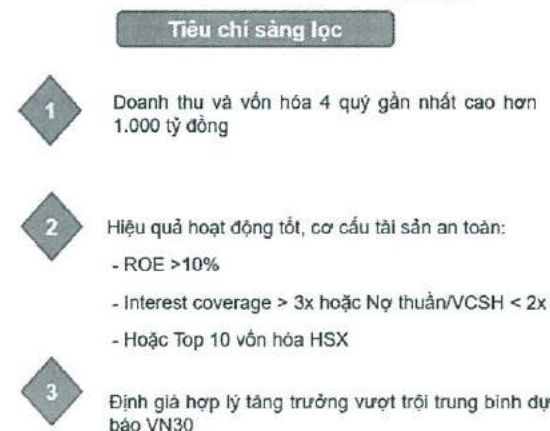 Tiêu chí sàng lọc
1
Doanh thu và vốn hóa 4 quý gần nhất cao hơn
1.000 tỷ đồng
2
Hiệu quả hoạt động tốt, cơ cấu tài sản an toàn:
- ROE >10%
- Interest coverage > 3x hoặc Nợ thuần/VCSH < 2x
- Hoặc Top 10 vốn hóa HSX
3
Định giá hợp lý tăng trưởng vượt trội trung bình dự
báo VN30